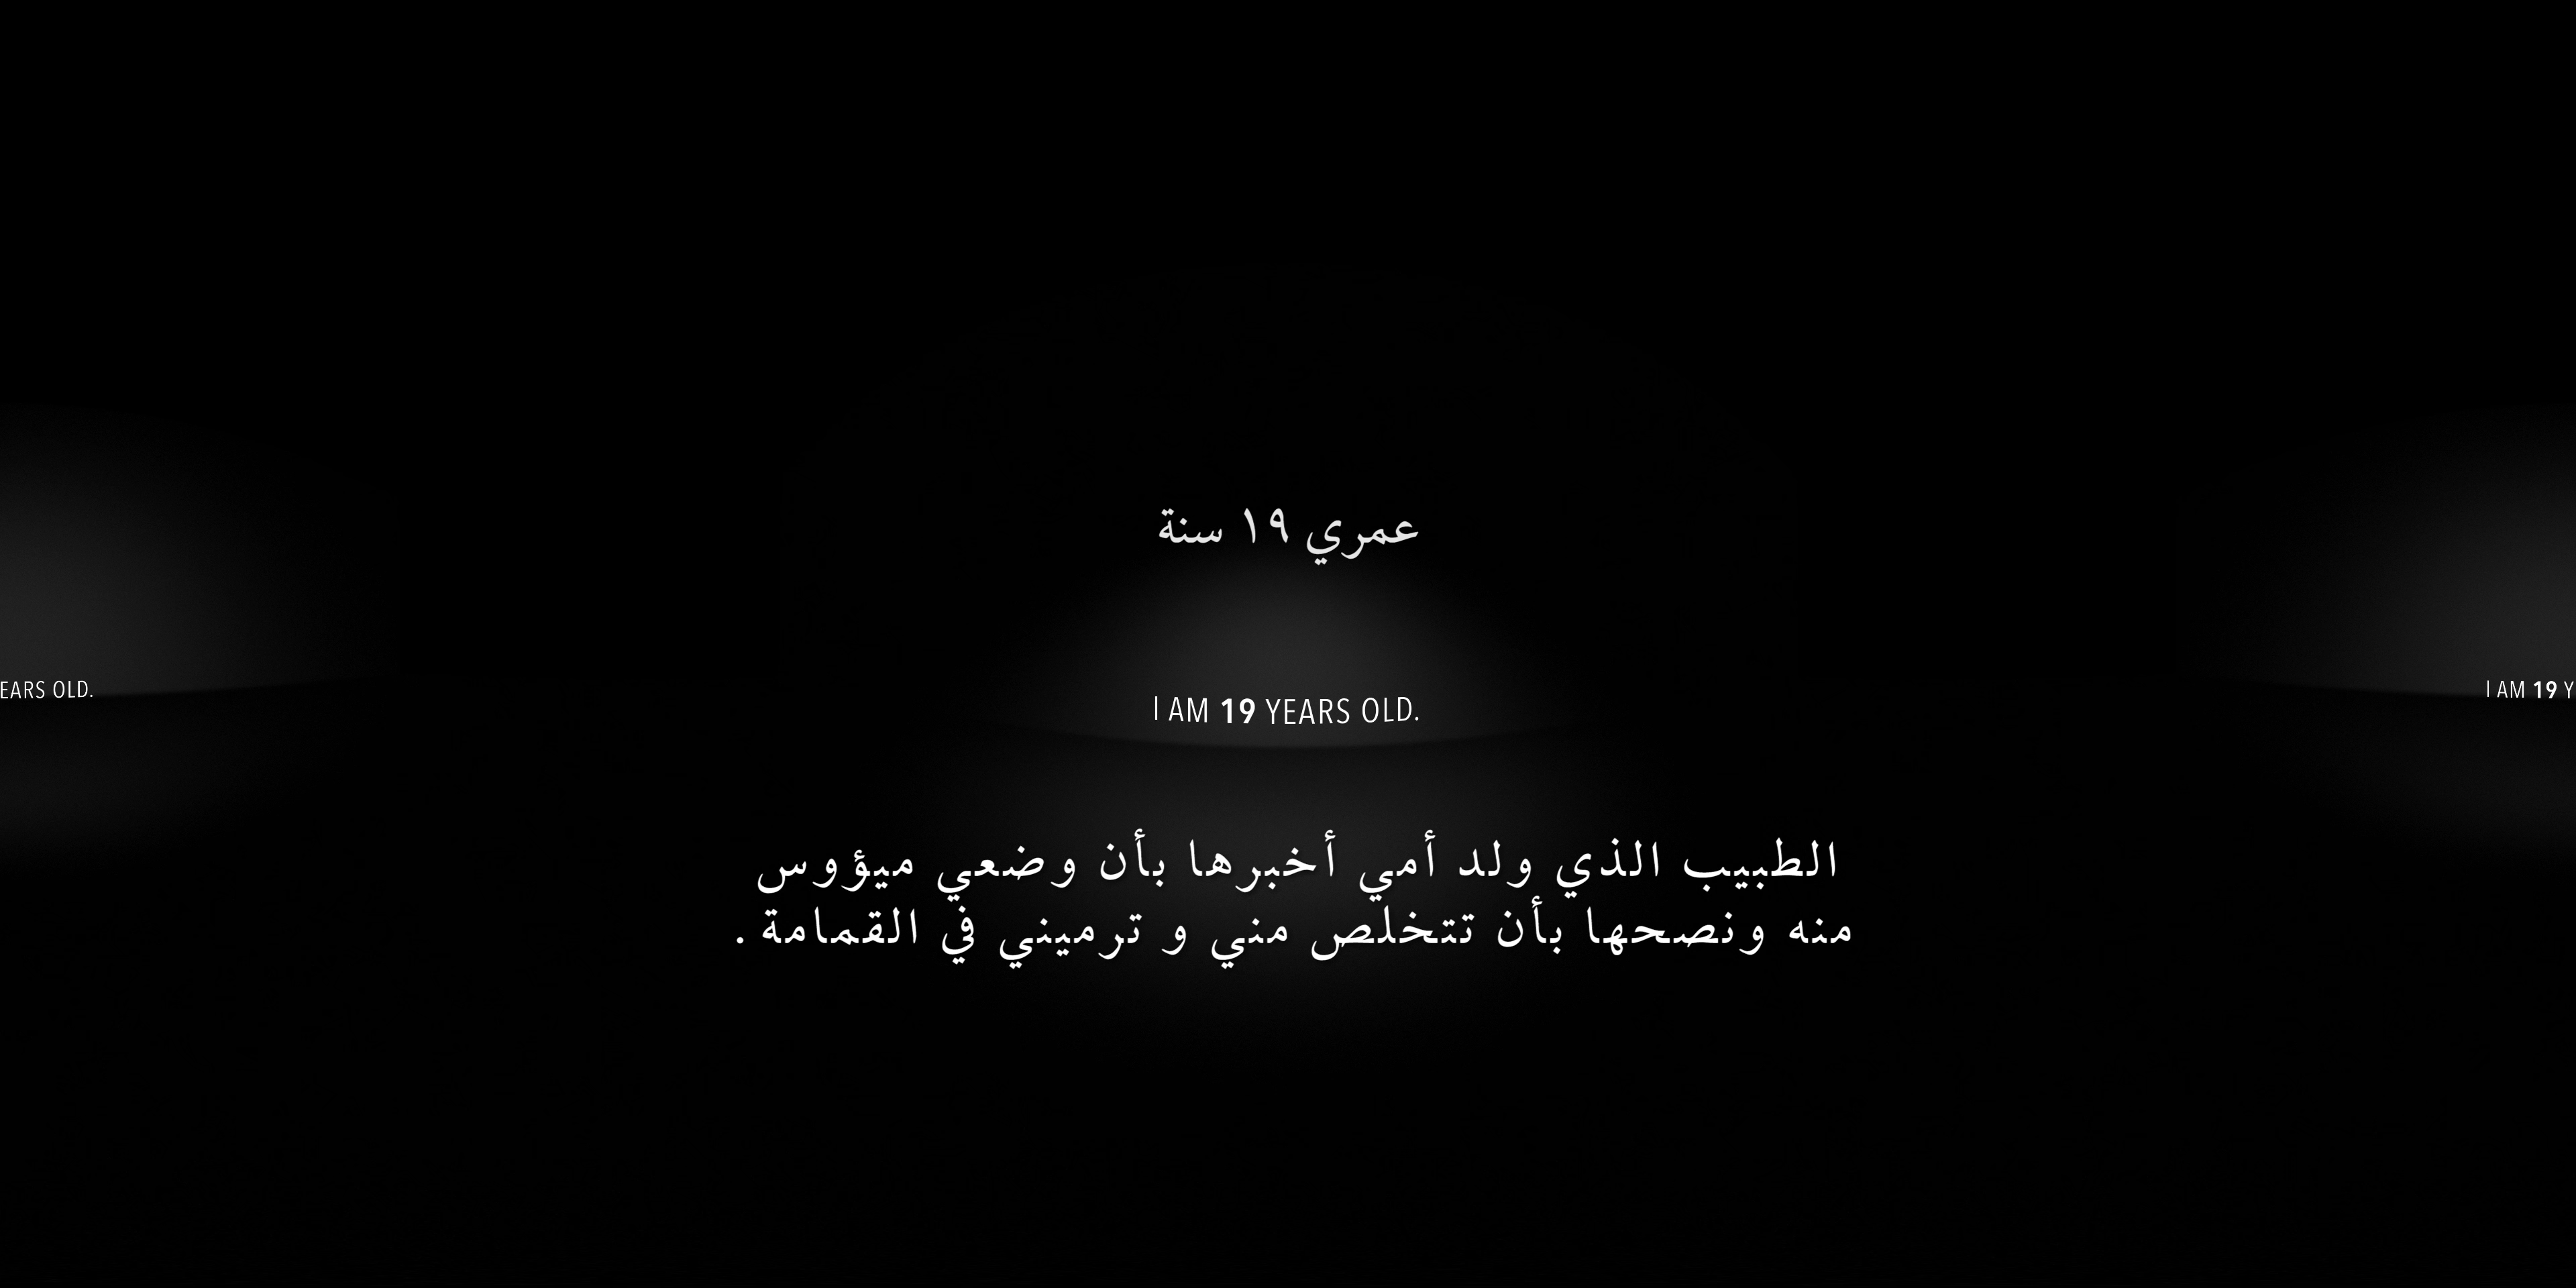 عمري ١٩ سنة
I AM 19 YEARS OLD.
EARS OLD.
I AM 19 Y
الطبيب الذي ولد أمي أخبرها بأن وضعي ميؤوس
منه ونصحها بأن تتخلص مني و ترميني في القمامة .